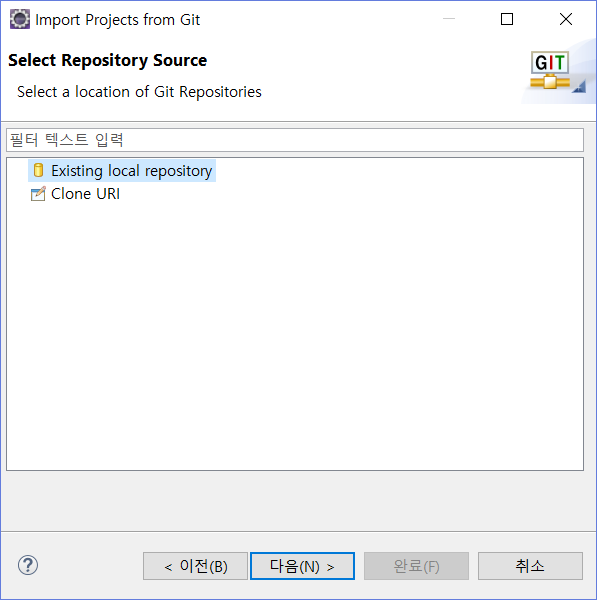 Import Projects from Git
Select Repository Source
Select a location of Git Repositories
GIT
필터 텍스트 입력
Existing local repository
Clone URI
< 이전(B)
다음(N) >
완료(F)
취소